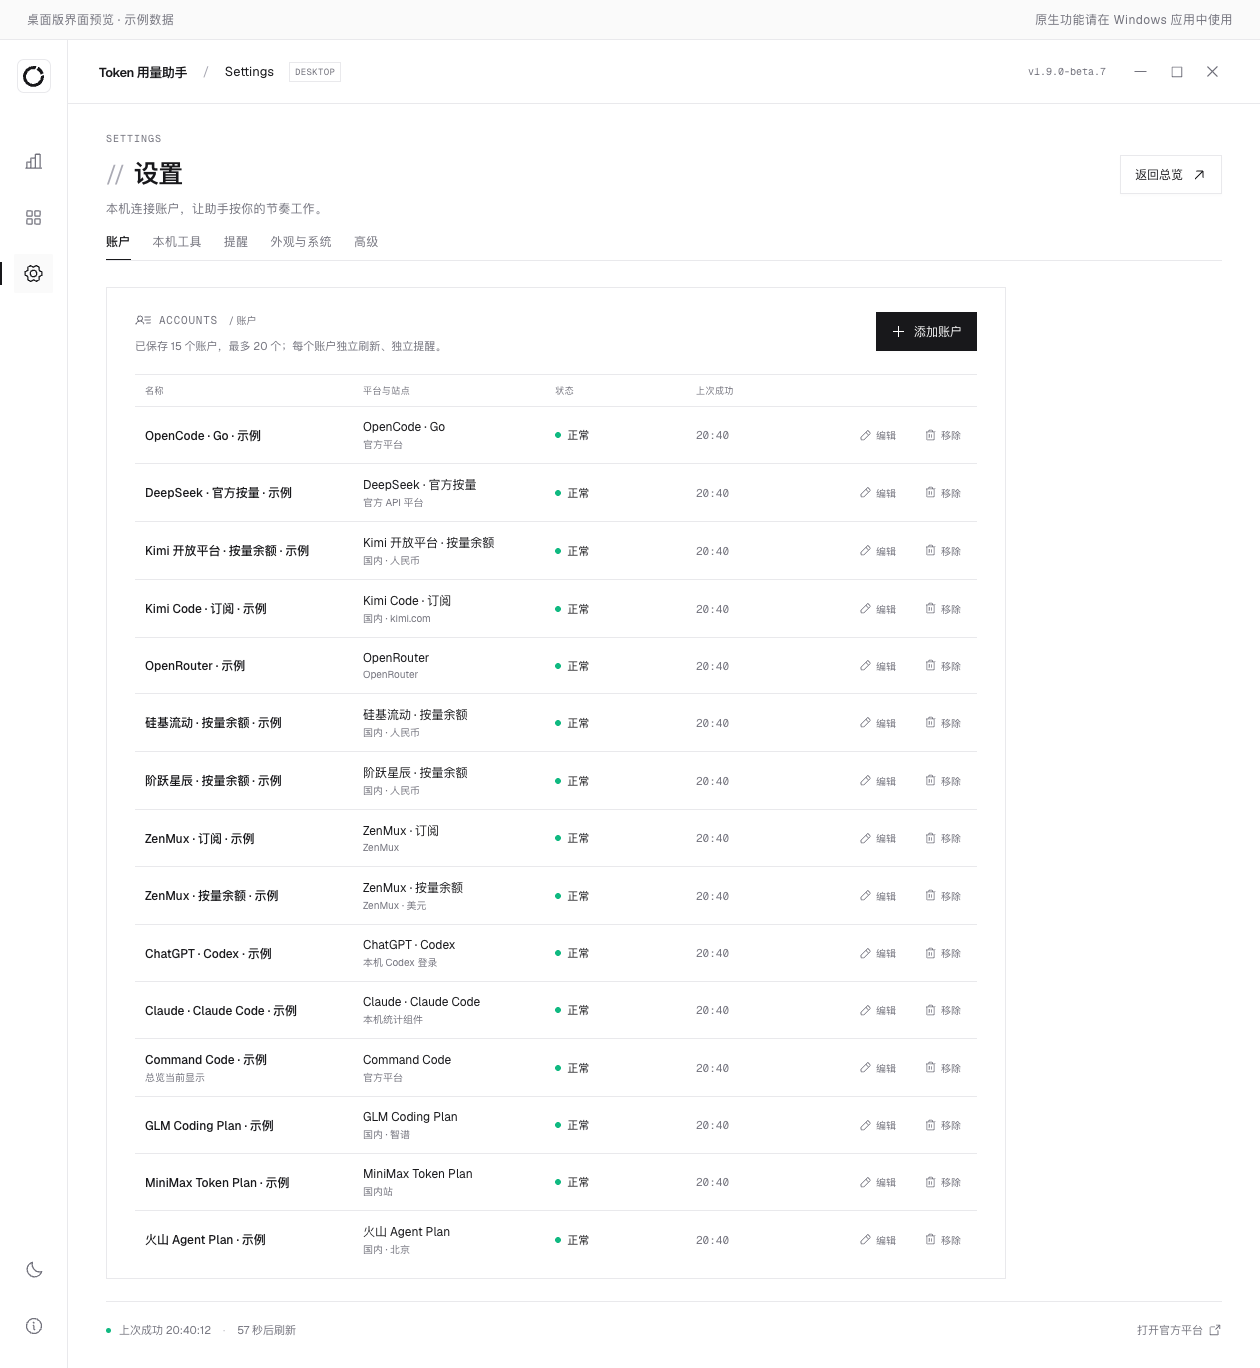 桌面版界面预览 · 示例数据
原生功能请在 Windows 应用中使用
Token 用量助手 / Settings DESKTOP
v1.9.0-beta.7
SETTINGS
// 设置
返回总览
本机连接账户，让助手按你的节奏工作。
账户 本机工具 提醒 外观与系统 高级
ACCOUNTS / 账户
添加账户
已保存 15 个账户，最多 20 个；每个账户独立刷新、独立提醒。
名称 平台与站点 状态 上次成功
OpenCode · Go · 示例
OpenCode · Go
官方平台
正常 20:40 编辑 移除
DeepSeek · 官方按量 · 示例
DeepSeek · 官方按量
官方 API 平台
正常 20:40 编辑 移除
Kimi 开放平台 · 按量余额 · 示例
Kimi 开放平台 · 按量余额
国内 · 人民币
正常 20:40 编辑 移除
Kimi Code · 订阅 · 示例
Kimi Code · 订阅
国内 · kimi.com
正常 20:40 编辑 移除
OpenRouter · 示例
OpenRouter
OpenRouter
正常 20:40 编辑 移除
硅基流动 · 按量余额 · 示例
硅基流动 · 按量余额
国内 · 人民币
正常 20:40 编辑 移除
阶跃星辰 · 按量余额 · 示例
阶跃星辰 · 按量余额
国内 · 人民币
正常 20:40 编辑 移除
ZenMux · 订阅 · 示例
ZenMux · 订阅
ZenMux
正常 20:40 编辑 移除
ZenMux · 按量余额 · 示例
ZenMux · 按量余额
ZenMux · 美元
正常 20:40 编辑 移除
ChatGPT · Codex · 示例
ChatGPT · Codex
本机 Codex 登录
正常 20:40 编辑 移除
Claude · Claude Code · 示例
Claude · Claude Code
本机统计组件
正常 20:40 编辑 移除
Command Code · 示例
总览当前显示
Command Code
官方平台
正常 20:40 编辑 移除
GLM Coding Plan · 示例
GLM Coding Plan
国内 · 智谱
正常 20:40 编辑 移除
MiniMax Token Plan · 示例
MiniMax Token Plan
国内站
正常 20:40 编辑 移除
火山 Agent Plan · 示例
火山 Agent Plan
国内 · 北京
正常 20:40 编辑 移除
上次成功 20:40:12 · 57 秒后刷新
打开官方平台